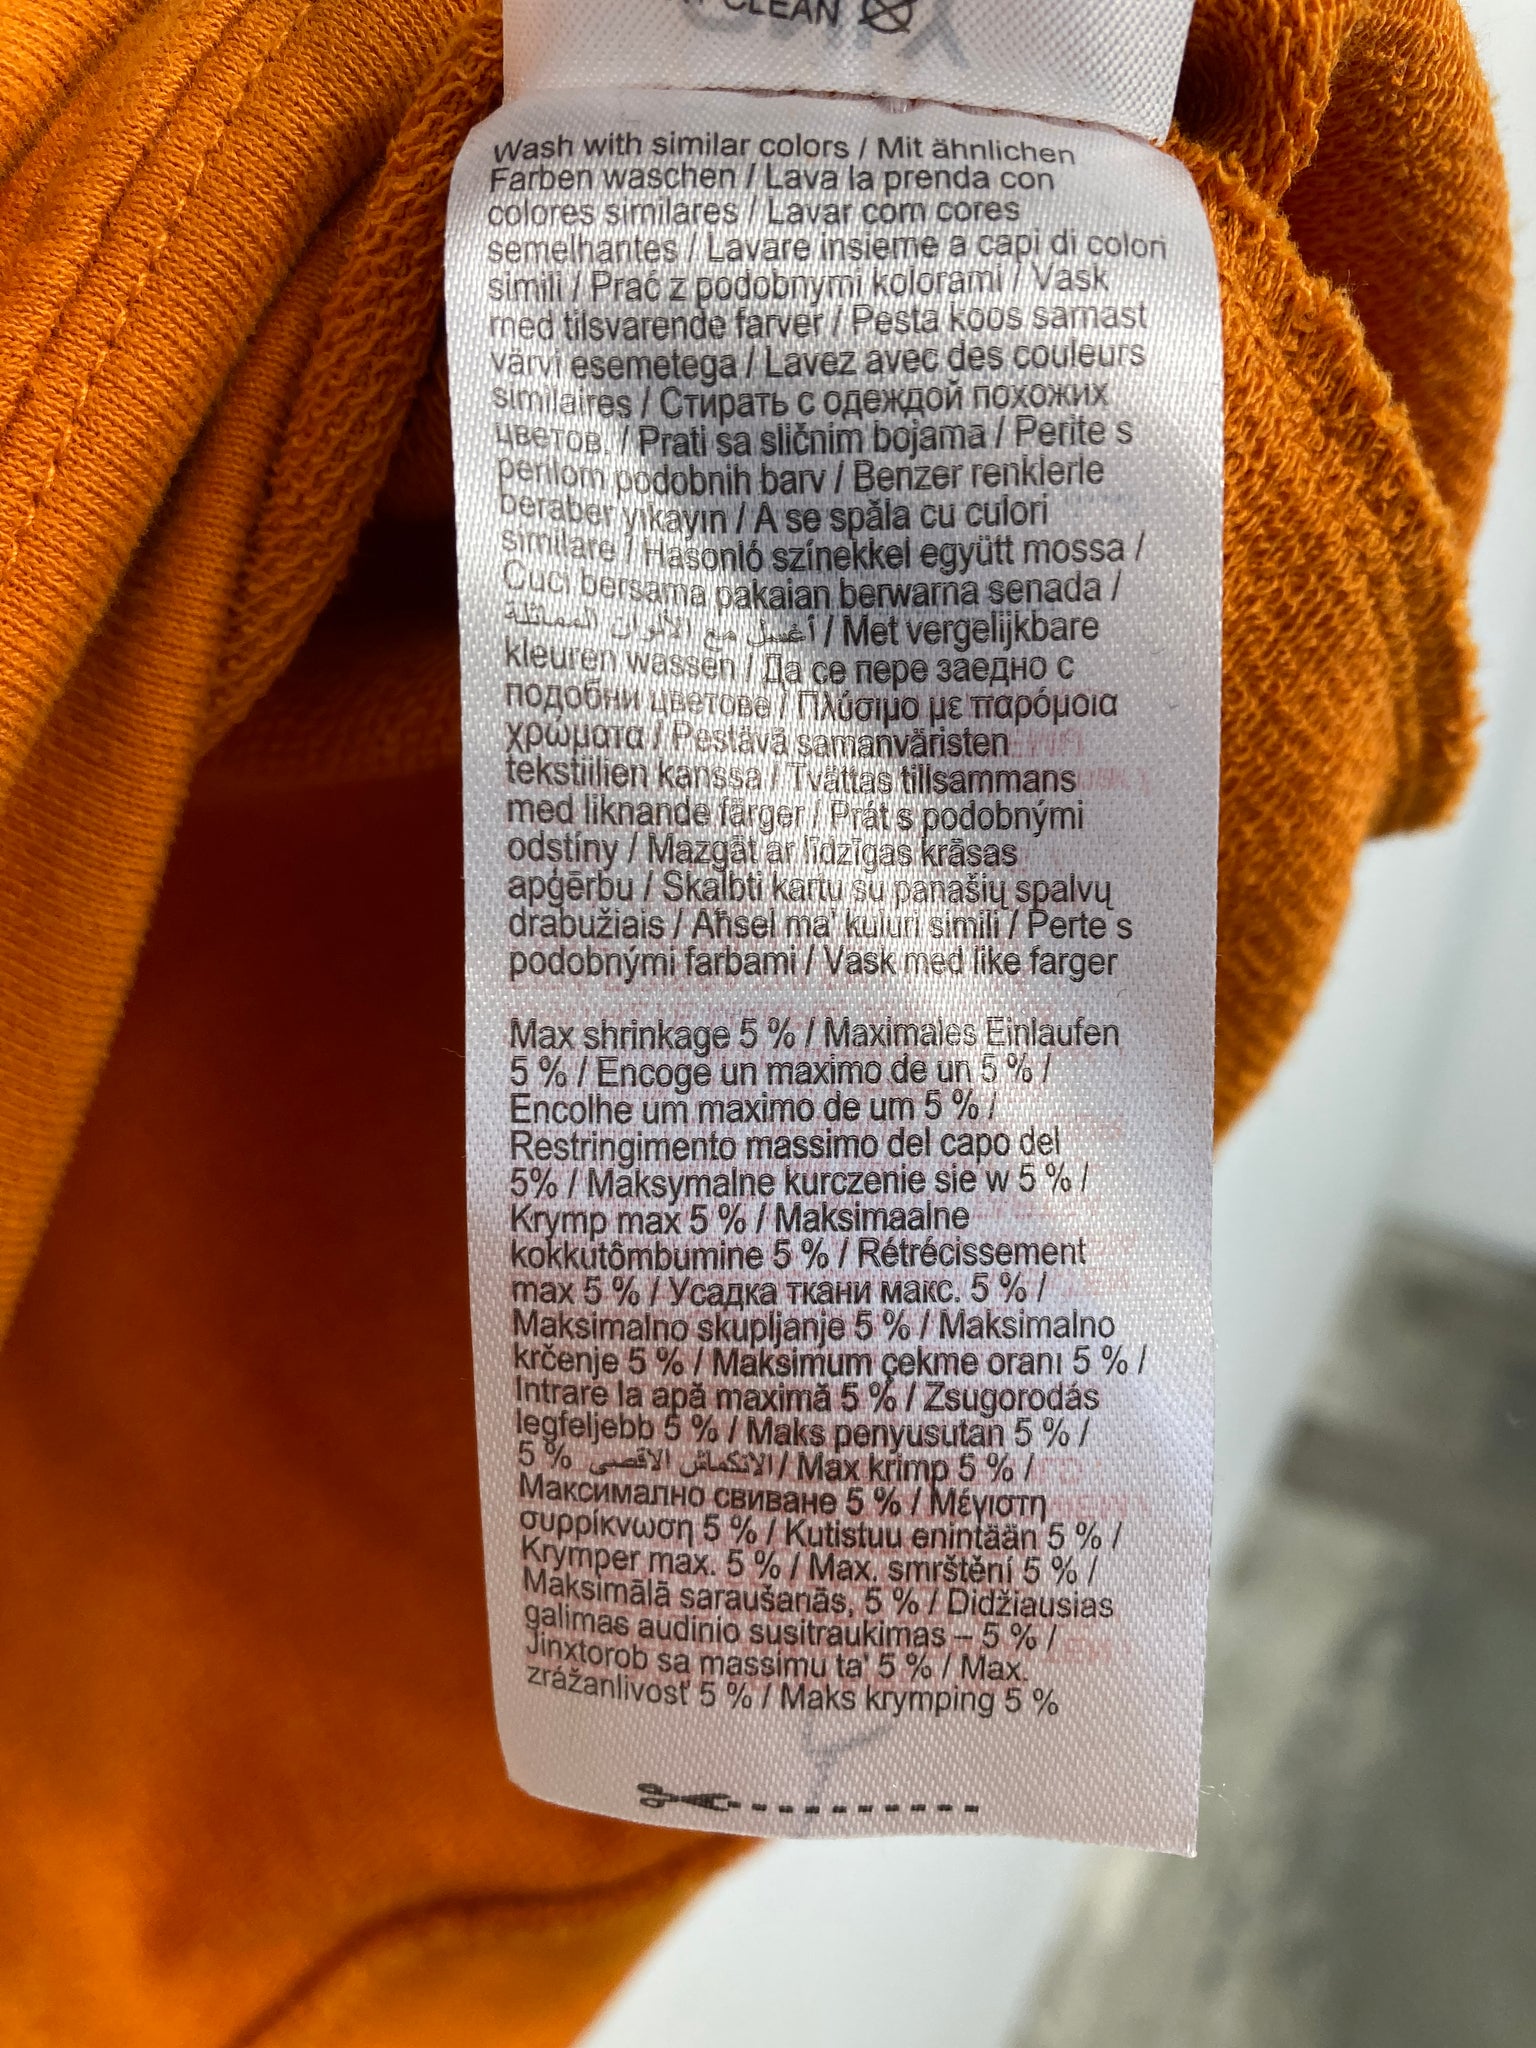 CLEAN
Wash with similar colors / Mit ähnlichen
Farben waschen / Lava la prenda con
colores similares / Lavar com cores
semelhantes / Lavare insieme a capi di colori
simili / Prać z podobnymi kolorami / Vask
med tilsvarende farver / Pesta koos samast
värvi esemetega / Lavez avec des couleurs
similaires / Стирать с одеждой похожих
цветов. / Prati sa sličnim bojama / Perite s
perilom podobnih barv / Benzer renklerle
beraber yıkayın / A se spăla cu culori
similare / Hasonló színekkel együtt mossa /
Cuci bersama pakaian berwarna senada /
أغسل مع الألوان المماثلة / Met vergelijkbare
kleuren wassen / Да се пере заедно с
подобни цветове / Πλύσιμο με παρόμοια
χρώματα / Pestävä samanväristen
tekstiilien kanssa / Tvättas tillsammans
med liknande färger / Prát s podobnými
odstíny / Mazgāt ar līdzīgas krāsas
apģērbu / Skalbti kartu su panašių spalvų
drabužiais / Aħsel ma' kuluri simili / Perte s
podobnými farbami / Vask med like farger
Max shrinkage 5 % / Maximales Einlaufen
5 % / Encoge un maximo de un 5 % /
Encolhe um maximo de um 5 % /
Restringimento massimo del capo del
5% / Maksymalne kurczenie sie w 5 % /
Krymp max 5 % / Maksimaalne
kokkutômbumine 5 % / Rétrécissement
max 5 % / Усадка ткани макс. 5 % /
Maksimalno skupljanje 5 % / Maksimalno
krčenje 5 % / Maksimum çekme oranı 5 % /
Intrare la apă maximă 5 % / Zsugorodás
legfeljebb 5 % / Maks penyusutan 5 % /
5 % الانكماش الاقصى / Max krimp 5 % /
Максимално свиване 5 % / Μέγιστη
συρρίκνωση 5 % / Kutistuu enintään 5 % /
Krymper max. 5 % / Max. smrštění 5 % /
Maksimālā saraušanās, 5 % / Didžiausias
galimas audinio susitraukimas – 5 % /
Jinxtorob sa massimu ta' 5 % / Max.
zrážanlivosť 5 % / Maks krymping 5 %